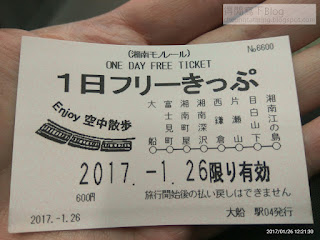 (湘南モノレール)
№6600
ONE DAY FREE TICKET
1日フリーきっぷ
Enjoy 空中散歩
大船
富士見町
湘南町屋
湘南深沢
西鎌倉
片瀬山
目白山下
湘南江の島
2017.-1.26限り有効
600円
旅行開始後の払い戻しはできません
2017.-1.26
大船 駅04発行
2017/01/26 12:21:30